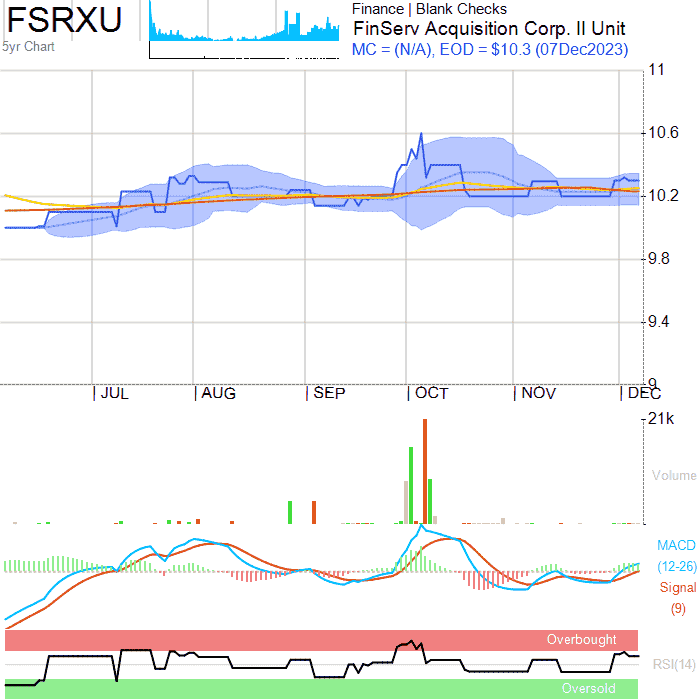 FSRXU
5yr Chart
Finance | Blank Checks
FinServ Acquisition Corp. II Unit
MC = (N/A), EOD = $10.3 (07Dec2023)
11
10.6
10.2
9.8
9.4
9
JUL AUG SEP OCT NOV DEC
21k
Volume
MACD
(12-26)
Signal
(9)
Overbought
RSI(14)
Oversold